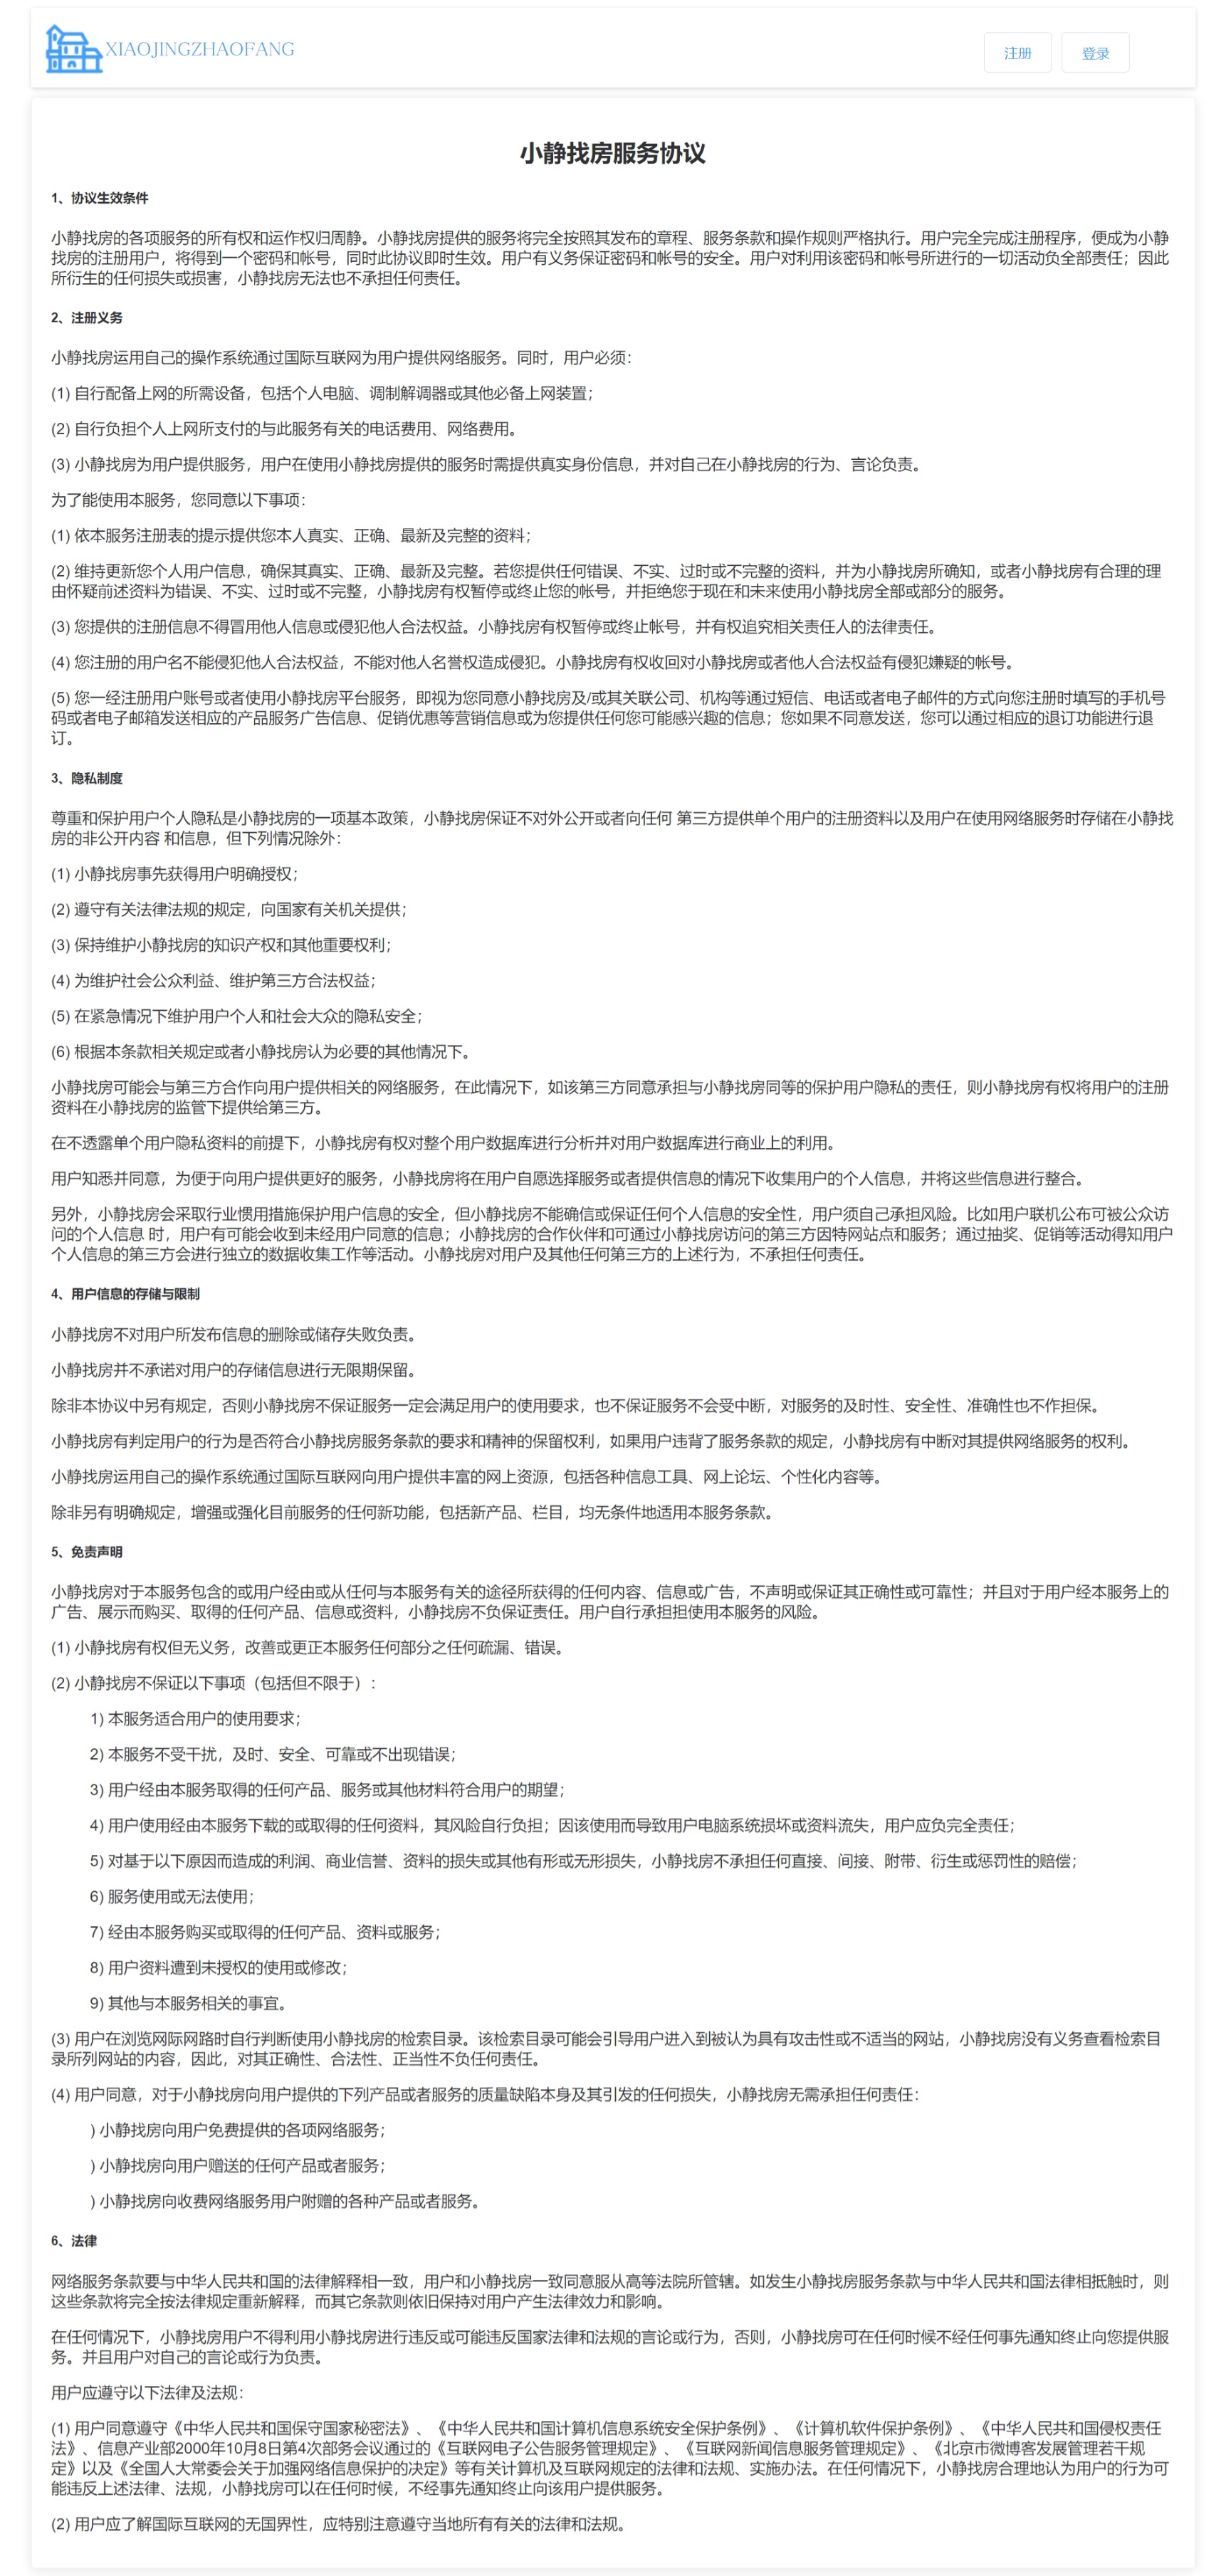 XIAOJINGZHAOFANG
注册
登录
小静找房服务协议
1、协议生效条件
小静找房的各项服务的所有权和运作权归周静。小静找房提供的服务将完全按照其发布的章程、服务条款和操作规则严格执行。用户完全完成注册程序，便成为小静
找房的注册用户，将得到一个密码和帐号，同时此协议即时生效。用户有义务保证密码和帐号的安全。用户对利用该密码和帐号所进行的一切活动负全部责任；因此
所衍生的任何损失或损害，小静找房无法也不承担任何责任。
2、注册义务
小静找房运用自己的操作系统通过国际互联网为用户提供网络服务。同时，用户必须：
(1) 自行配备上网的所需设备，包括个人电脑、调制解调器或其他必备上网装置；
(2) 自行负担个人上网所支付的与此服务有关的电话费用、网络费用。
(3) 小静找房为用户提供服务，用户在使用小静找房提供的服务时需提供真实身份信息，并对自己在小静找房的行为、言论负责。
为了能使用本服务，您同意以下事项：
(1) 依本服务注册表的提示提供您本人真实、正确、最新及完整的资料；
(2) 维持更新您个人用户信息，确保其真实、正确、最新及完整。若您提供任何错误、不实、过时或不完整的资料，并为小静找房所确知，或者小静找房有合理的理
由怀疑前述资料为错误、不实、过时或不完整，小静找房有权暂停或终止您的帐号，并拒绝您于现在和未来使用小静找房全部或部分的服务。
(3) 您提供的注册信息不得冒用他人信息或侵犯他人合法权益。小静找房有权暂停或终止帐号，并有权追究相关责任人的法律责任。
(4) 您注册的用户名不能侵犯他人合法权益，不能对他人名誉权造成侵犯。小静找房有权收回对小静找房或者他人合法权益有侵犯嫌疑的帐号。
(5) 您一经注册用户账号或者使用小静找房平台服务，即视为您同意小静找房及/或其关联公司、机构等通过短信、电话或者电子邮件的方式向您注册时填写的手机号
码或者电子邮箱发送相应的产品服务广告信息、促销优惠等营销信息或为您提供任何您可能感兴趣的信息；您如果不同意发送，您可以通过相应的退订功能进行退
订。
3、隐私制度
尊重和保护用户个人隐私是小静找房的一项基本政策，小静找房保证不对外公开或者向任何 第三方提供单个用户的注册资料以及用户在使用网络服务时存储在小静找
房的非公开内容 和信息，但下列情况除外：
(1) 小静找房事先获得用户明确授权；
(2) 遵守有关法律法规的规定，向国家有关机关提供；
(3) 保持维护小静找房的知识产权和其他重要权利；
(4) 为维护社会公众利益、维护第三方合法权益；
(5) 在紧急情况下维护用户个人和社会大众的隐私安全；
(6) 根据本条款相关规定或者小静找房认为必要的其他情况下。
小静找房可能会与第三方合作向用户提供相关的网络服务，在此情况下，如该第三方同意承担与小静找房同等的保护用户隐私的责任，则小静找房有权将用户的注册
资料在小静找房的监管下提供给第三方。
在不透露单个用户隐私资料的前提下，小静找房有权对整个用户数据库进行分析并对用户数据库进行商业上的利用。
用户知悉并同意，为便于向用户提供更好的服务，小静找房将在用户自愿选择服务或者提供信息的情况下收集用户的个人信息，并将这些信息进行整合。
另外，小静找房会采取行业惯用措施保护用户信息的安全，但小静找房不能确信或保证任何个人信息的安全性，用户须自己承担风险。比如用户联机公布可被公众访
问的个人信息 时，用户有可能会收到未经用户同意的信息；小静找房的合作伙伴和可通过小静找房访问的第三方因特网站点和服务；通过抽奖、促销等活动得知用户
个人信息的第三方会进行独立的数据收集工作等活动。小静找房对用户及其他任何第三方的上述行为，不承担任何责任。
4、用户信息的存储与限制
小静找房不对用户所发布信息的删除或储存失败负责。
小静找房并不承诺对用户的存储信息进行无限期保留。
除非本协议中另有规定，否则小静找房不保证服务一定会满足用户的使用要求，也不保证服务不会受中断，对服务的及时性、安全性、准确性也不作担保。
小静找房有判定用户的行为是否符合小静找房服务条款的要求和精神的保留权利，如果用户违背了服务条款的规定，小静找房有中断对其提供网络服务的权利。
小静找房运用自己的操作系统通过国际互联网向用户提供丰富的网上资源，包括各种信息工具、网上论坛、个性化内容等。
除非另有明确规定，增强或强化目前服务的任何新功能，包括新产品、栏目，均无条件地适用本服务条款。
5、免责声明
小静找房对于本服务包含的或用户经由或从任何与本服务有关的途径所获得的任何内容、信息或广告，不声明或保证其正确性或可靠性；并且对于用户经本服务上的
广告、展示而购买、取得的任何产品、信息或资料，小静找房不负保证责任。用户自行承担担使用本服务的风险。
(1) 小静找房有权但无义务，改善或更正本服务任何部分之任何疏漏、错误。
(2) 小静找房不保证以下事项（包括但不限于）：
1) 本服务适合用户的使用要求；
2) 本服务不受干扰，及时、安全、可靠或不出现错误；
3) 用户经由本服务取得的任何产品、服务或其他材料符合用户的期望；
4) 用户使用经由本服务下载的或取得的任何资料，其风险自行负担；因该使用而导致用户电脑系统损坏或资料流失，用户应负完全责任；
5) 对基于以下原因而造成的利润、商业信誉、资料的损失或其他有形或无形损失，小静找房不承担任何直接、间接、附带、衍生或惩罚性的赔偿；
6) 服务使用或无法使用；
7) 经由本服务购买或取得的任何产品、资料或服务；
8) 用户资料遭到未授权的使用或修改；
9) 其他与本服务相关的事宜。
(3) 用户在浏览网际网路时自行判断使用小静找房的检索目录。该检索目录可能会引导用户进入到被认为具有攻击性或不适当的网站，小静找房没有义务查看检索目
录所列网站的内容，因此，对其正确性、合法性、正当性不负任何责任。
(4) 用户同意，对于小静找房向用户提供的下列产品或者服务的质量缺陷本身及其引发的任何损失，小静找房无需承担任何责任：
) 小静找房向用户免费提供的各项网络服务；
) 小静找房向用户赠送的任何产品或者服务；
) 小静找房向收费网络服务用户附赠的各种产品或者服务。
6、法律
网络服务条款要与中华人民共和国的法律解释相一致，用户和小静找房一致同意服从高等法院所管辖。如发生小静找房服务条款与中华人民共和国法律相抵触时，则
这些条款将完全按法律规定重新解释，而其它条款则依旧保持对用户产生法律效力和影响。
在任何情况下，小静找房用户不得利用小静找房进行违反或可能违反国家法律和法规的言论或行为，否则，小静找房可在任何时候不经任何事先通知终止向您提供服
务。并且用户对自己的言论或行为负责。
用户应遵守以下法律及法规：
(1) 用户同意遵守《中华人民共和国保守国家秘密法》、《中华人民共和国计算机信息系统安全保护条例》、《计算机软件保护条例》、《中华人民共和国侵权责任
法》、信息产业部2000年10月8日第4次部务会议通过的《互联网电子公告服务管理规定》、《互联网新闻信息服务管理规定》、《北京市微博客发展管理若干规
定》以及《全国人大常委会关于加强网络信息保护的决定》等有关计算机及互联网规定的法律和法规、实施办法。在任何情况下，小静找房合理地认为用户的行为可
能违反上述法律、法规，小静找房可以在任何时候，不经事先通知终止向该用户提供服务。
(2) 用户应了解国际互联网的无国界性，应特别注意遵守当地所有有关的法律和法规。